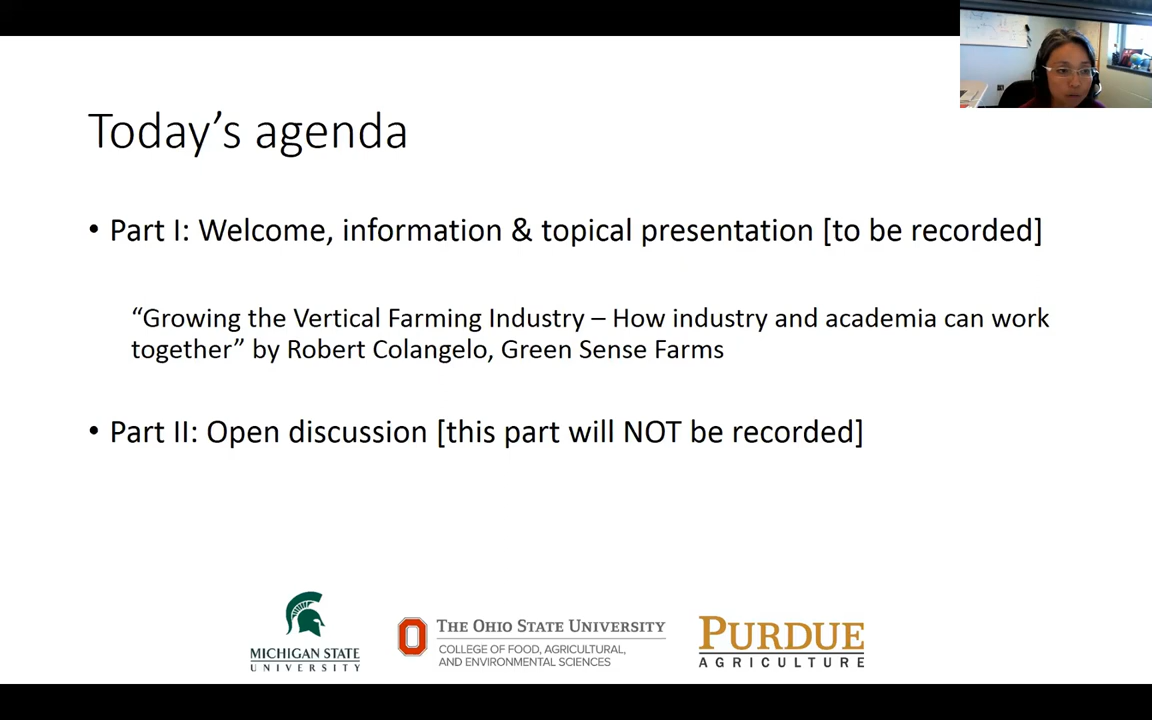 Today’s agenda
• Part I: Welcome, information & topical presentation [to be recorded]
“Growing the Vertical Farming Industry – How industry and academia can work
together” by Robert Colangelo, Green Sense Farms
• Part II: Open discussion [this part will NOT be recorded]
MICHIGAN STATE
UNIVERSITY
THE OHIO STATE UNIVERSITY
COLLEGE OF FOOD, AGRICULTURAL,
AND ENVIRONMENTAL SCIENCES
PURDUE
AGRICULTURE